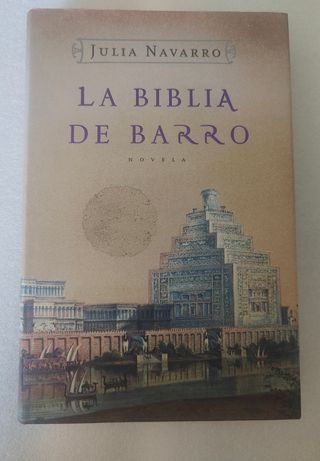 JULIA NAVARRO
LA BIBLIA
DE BARRO
NOVELA